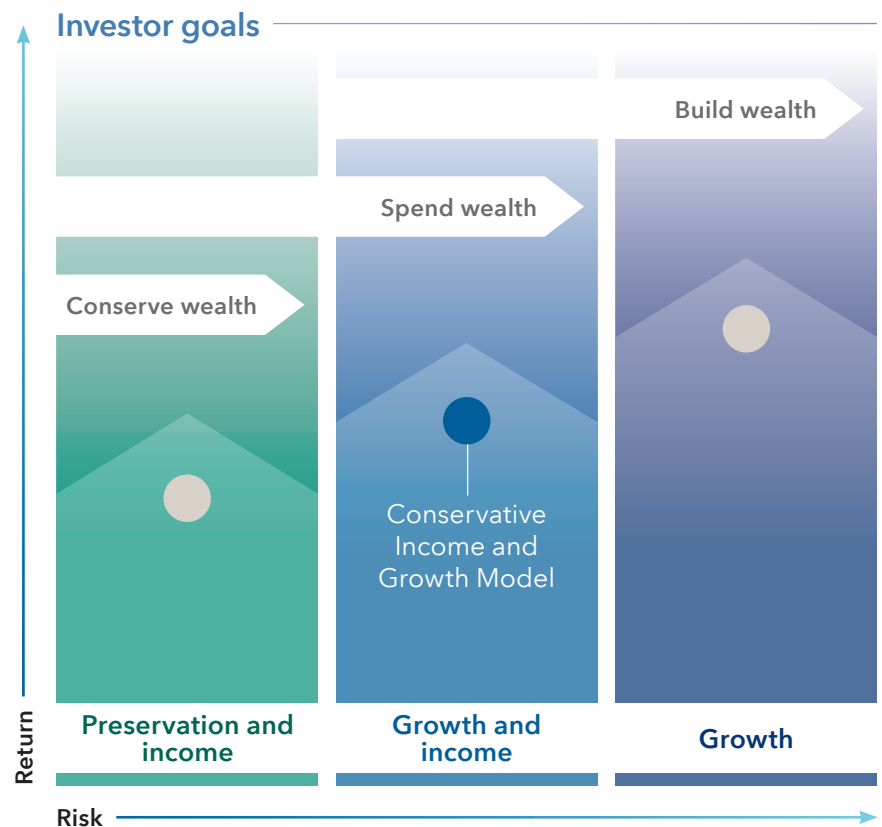 Investor goals
Build wealth
Spend wealth
Conserve wealth
Conservative
Income and
Growth Model
Return
Preservation and
income
Growth and
income
Growth
Risk